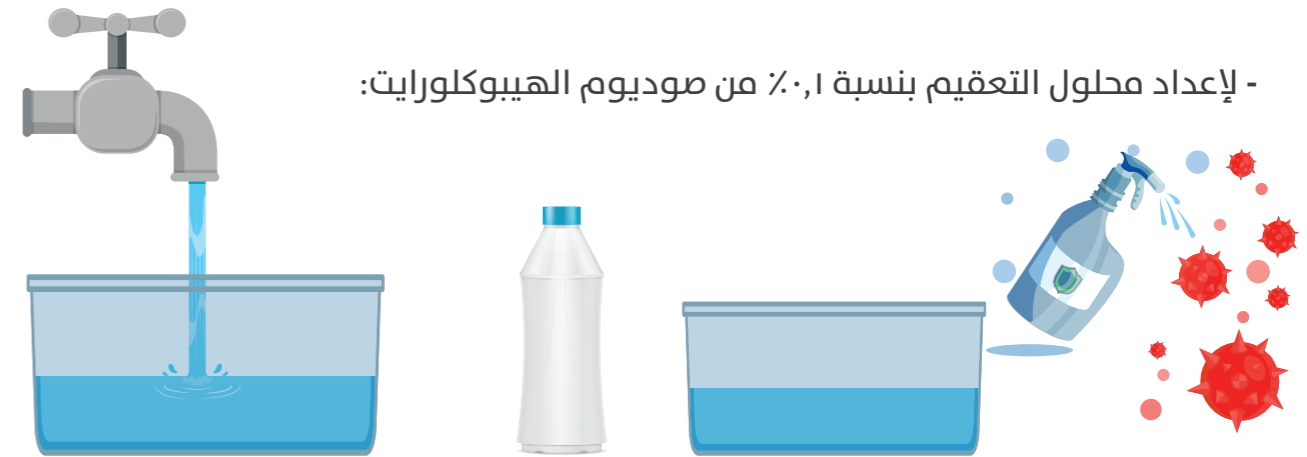 - لإعداد محلول التعقيم بنسبة ٠,١٪ من صوديوم الهيبوكلورايت: